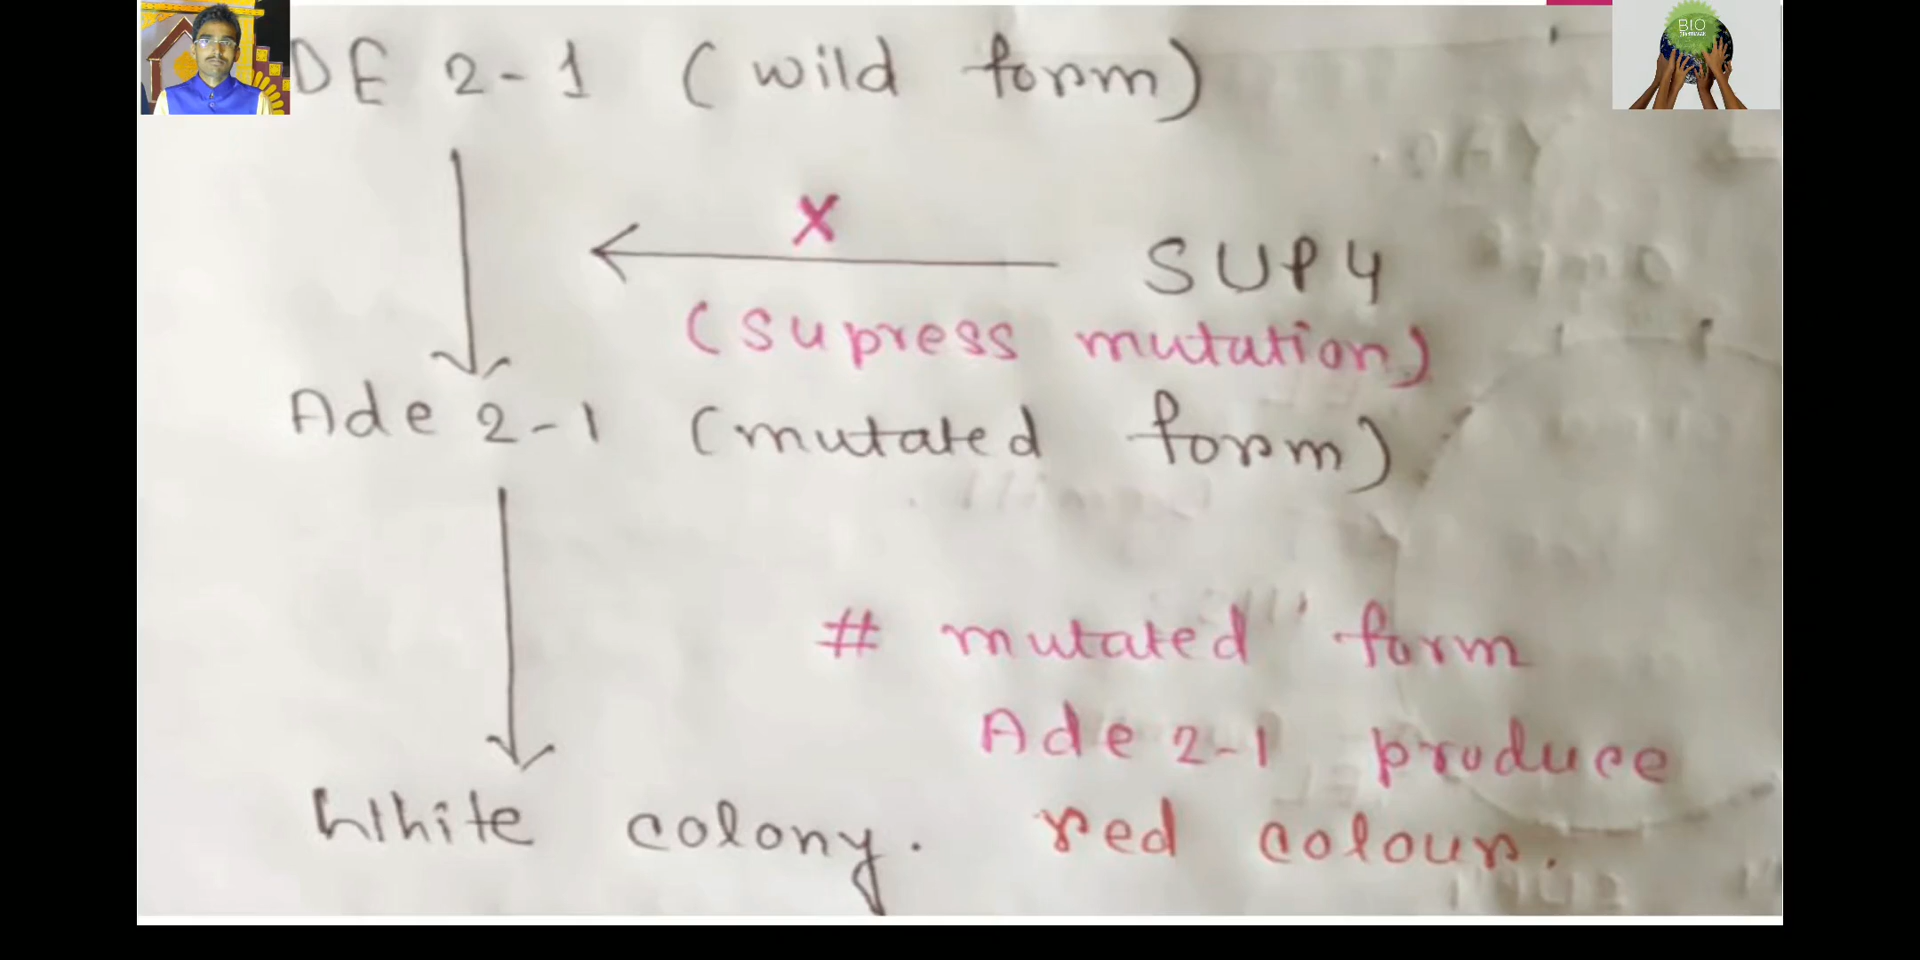 DE 2-1 (wild form)
X
SUP4
(supress mutation)
Ade 2-1 (mutated form)
# mutated form
Ade 2-1 produce
White colony. red colour.
BIO